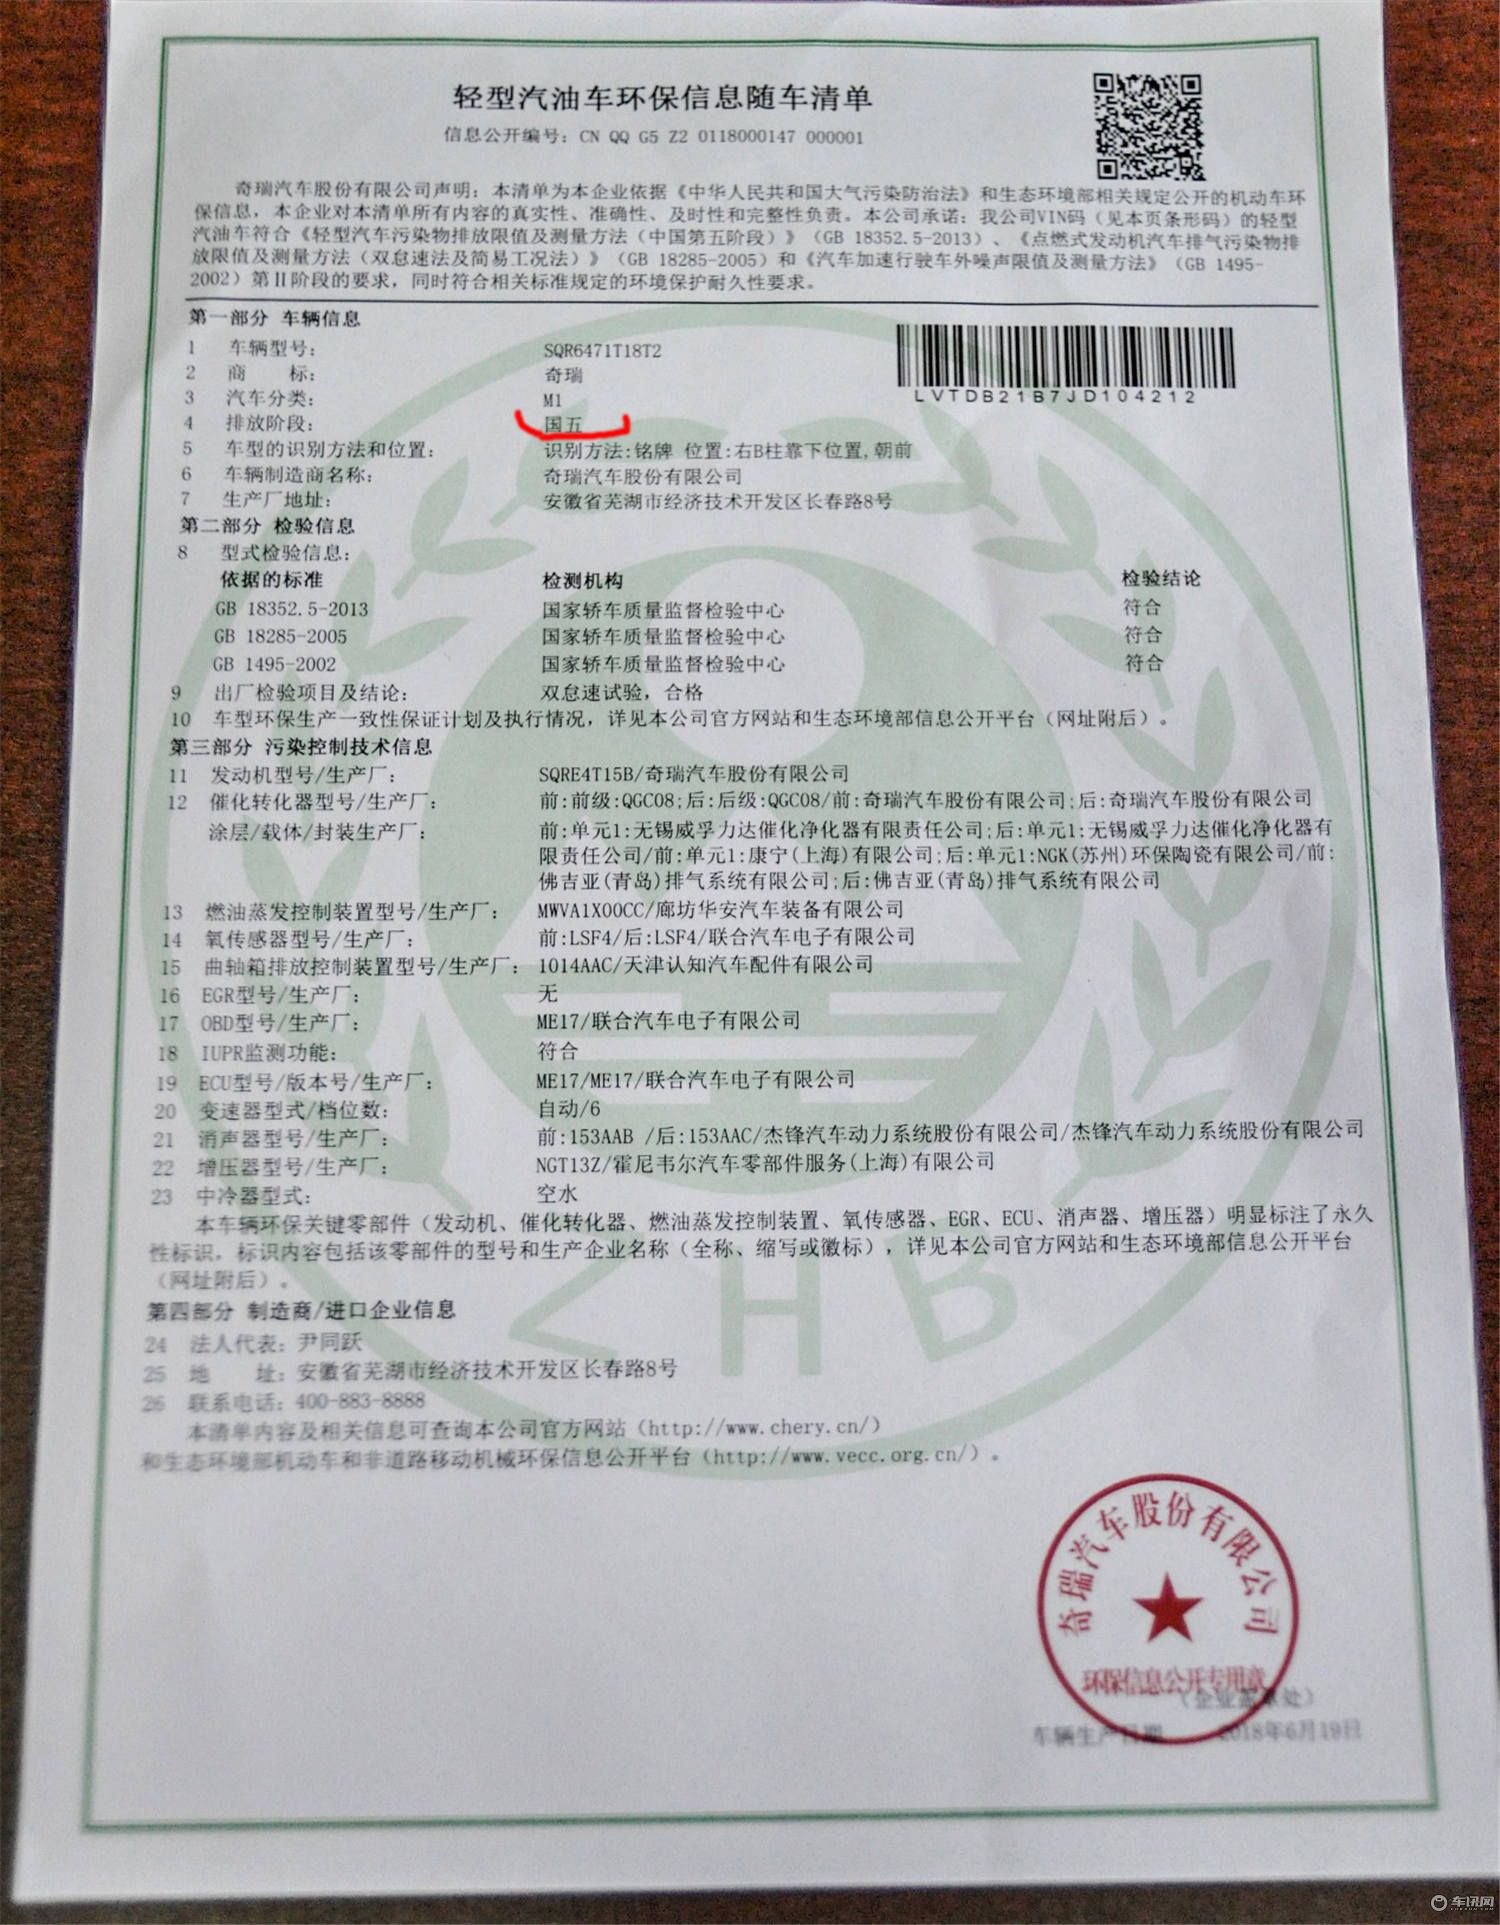 轻型汽油车环保信息随车清单
信息公开编号：CN QQ G5 Z2 0118000147 000001
奇瑞汽车股份有限公司声明：本清单为本企业依据《中华人民共和国大气污染防治法》和生态环境部相关规定公开的机动车环
保信息，本企业对本清单所有内容的真实性、准确性、及时性和完整性负责。本公司承诺：我公司VIN码（见本页条形码）的轻型
汽油车符合《轻型汽车污染物排放限值及测量方法（中国第五阶段）》（GB 18352.5-2013）、《点燃式发动机汽车排气污染物排
放限值及测量方法（双怠速法及简易工况法）》（GB 18285-2005）和《汽车加速行驶车外噪声限值及测量方法》（GB 1495-
2002）第Ⅱ阶段的要求，同时符合相关标准规定的环境保护耐久性要求。
第一部分 车辆信息
1 车辆型号： SQR6471T18T2
2 商 标： 奇瑞
3 汽车分类： M1
LVTDB21B7JD104212
4 排放阶段： 国五
5 车型的识别方法和位置： 识别方法:铭牌 位置:右B柱靠下位置,朝前
6 车辆制造商名称： 奇瑞汽车股份有限公司
7 生产厂地址： 安徽省芜湖市经济技术开发区长春路8号
第二部分 检验信息
8 型式检验信息：
依据的标准 检测机构 检验结论
GB 18352.5-2013 国家轿车质量监督检验中心 符合
GB 18285-2005 国家轿车质量监督检验中心 符合
GB 1495-2002 国家轿车质量监督检验中心 符合
9 出厂检验项目及结论： 双怠速试验，合格
10 车型环保生产一致性保证计划及执行情况，详见本公司官方网站和生态环境部信息公开平台（网址附后）。
第三部分 污染控制技术信息
11 发动机型号/生产厂： SQRE4T15B/奇瑞汽车股份有限公司
12 催化转化器型号/生产厂： 前:前级:QGC08;后:后级:QGC08/前:奇瑞汽车股份有限公司;后:奇瑞汽车股份有限公司
涂层/载体/封装生产厂： 前:单元1:无锡威孚力达催化净化器有限责任公司;后:单元1:无锡威孚力达催化净化器有
限责任公司/前:单元1:康宁(上海)有限公司;后:单元1:NGK(苏州)环保陶瓷有限公司/前:
佛吉亚(青岛)排气系统有限公司;后:佛吉亚(青岛)排气系统有限公司
13 燃油蒸发控制装置型号/生产厂： MWVA1X00CC/廊坊华安汽车装备有限公司
14 氧传感器型号/生产厂： 前:LSF4/后:LSF4/联合汽车电子有限公司
15 曲轴箱排放控制装置型号/生产厂： 1014AAC/天津认知汽车配件有限公司
16 EGR型号/生产厂： 无
17 OBD型号/生产厂： ME17/联合汽车电子有限公司
18 IUPR监测功能： 符合
19 ECU型号/版本号/生产厂： ME17/ME17/联合汽车电子有限公司
20 变速器型式/档位数： 自动/6
21 消声器型号/生产厂： 前:153AAB /后:153AAC/杰锋汽车动力系统股份有限公司/杰锋汽车动力系统股份有限公司
22 增压器型号/生产厂： NGT13Z/霍尼韦尔汽车零部件服务(上海)有限公司
23 中冷器型式： 空水
本车辆环保关键零部件（发动机、催化转化器、燃油蒸发控制装置、氧传感器、EGR、ECU、消声器、增压器）明显标注了永久
性标识，标识内容包括该零部件的型号和生产企业名称（全称、缩写或徽标），详见本公司官方网站和生态环境部信息公开平台
（网址附后）。
ZHB
第四部分 制造商/进口企业信息
24 法人代表：尹同跃
25 地 址：安徽省芜湖市经济技术开发区长春路8号
26 联系电话：400-883-8888
本清单内容及相关信息可查询本公司官方网站（http://www.chery.cn/）
和生态环境部机动车和非道路移动机械环保信息公开平台（http://www.vecc.org.cn/）。
奇瑞汽车股份有限公司
环保信息公开专用章
（企业盖章处）
车辆生产日期 2018年6月19日
车讯网